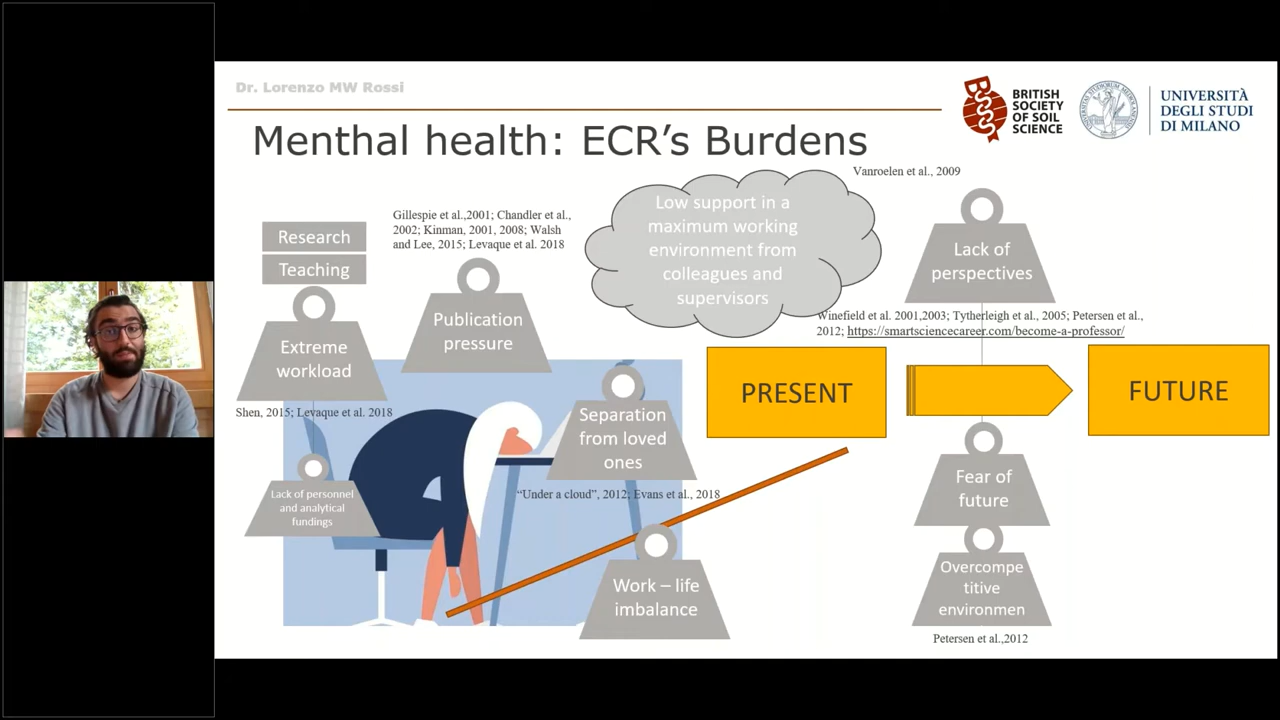 Dr. Lorenzo MW Rossi
BRITISH
SOCIETY
OF SOIL
SCIENCE
UNIVERSITÀ
DEGLI STUDI
DI MILANO
Menthal health: ECR's Burdens
Vanroelen et al., 2009
Research
Teaching
Extreme
workload
Shen, 2015; Levaque et al. 2018
Lack of personnel
and analytical
fundings
Gillespie et al.,2001; Chandler et al.,
2002; Kinman, 2001, 2008; Walsh
and Lee, 2015; Levaque et al. 2018
Publication
pressure
Low support in a
maximum working
environment from
colleagues and
supervisors
Separation
from loved
ones
"Under a cloud", 2012; Evans et al., 2018
Work – life
imbalance
Lack of
perspectives
Winefield et al. 2001,2003; Tytherleigh et al., 2005; Petersen et al.,
2012; https://smartsciencecareer.com/become-a-professor/
PRESENT
FUTURE
Fear of
future
Overcompe
titive
environmen
Petersen et al.,2012